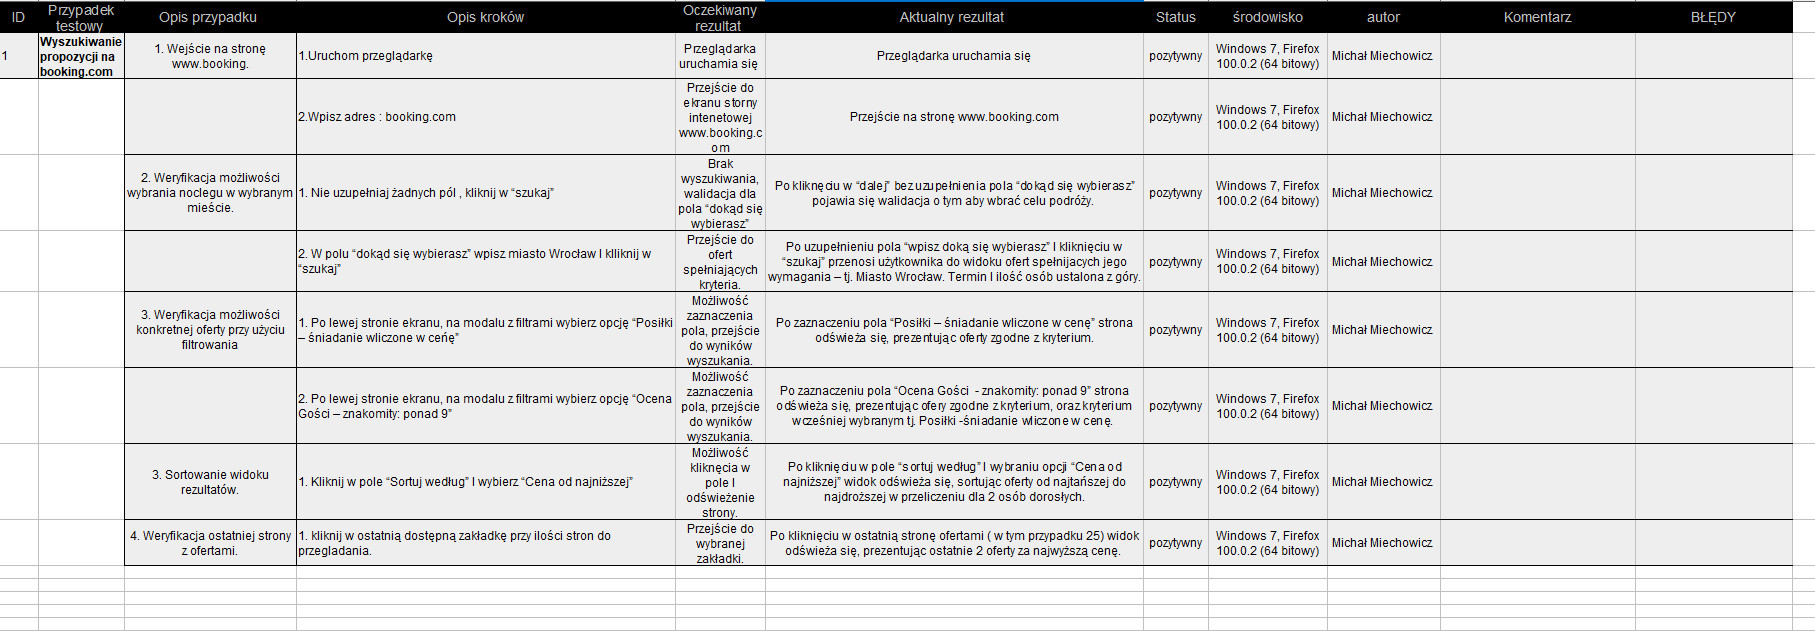 ID
Przypadek
testowy
Opis przypadku
Opis kroków
Oczekiwany
rezultat
Aktualny rezultat
Status
środowisko
autor
Komentarz
BŁĘDY
1
Wyszukiwanie
propozycji na
booking.com
1. Wejście na stronę
www.booking.
1.Uruchom przeglądarkę
Przeglądarka
uruchamia się
Przeglądarka uruchamia się
pozytywny
Windows 7, Firefox
100.0.2 (64 bitowy)
Michał Miechowicz
2.Wpisz adres : booking.com
Przejście do
ekranu storny
intenetowej
www.booking.c
om
Przejście na stronę www.booking.com
pozytywny
Windows 7, Firefox
100.0.2 (64 bitowy)
Michał Miechowicz
2. Weryfikacja możliwości
wybrania noclegu w wybranym
mieście.
1. Nie uzupełniaj żadnych pól , kliknij w “szukaj”
Brak
wyszukiwania,
walidacja dla
pola “dokąd się
wybierasz”
Po kliknęciu w “dalej” bez uzupełnienia pola “dokąd się wybierasz”
pojawia się walidacja o tym aby wbrać celu podróży.
pozytywny
Windows 7, Firefox
100.0.2 (64 bitowy)
Michał Miechowicz
2. W polu “dokąd się wybierasz” wpisz miasto Wrocław I klliknij w
“szukaj”
Przejście do
ofert
spełniających
kryteria.
Po uzupełnieniu pola “wpisz doką się wybierasz” I kliknięciu w
“szukaj” przenosi użytkownika do widoku ofert spełnijacych jego
wymagania – tj. Miasto Wrocław. Termin I ilość osób ustalona z góry.
pozytywny
Windows 7, Firefox
100.0.2 (64 bitowy)
Michał Miechowicz
3. Weryfikacja możliwości
konkretnej oferty przy użyciu
filtrowania
1. Po lewej stronie ekranu, na modalu z filtrami wybierz opcję “Posiłki
– śniadanie wliczone w cenę”
Możliwość
zaznaczenia
pola, przejście
do wyników
wyszukania.
Po zaznaczeniu pola “Posiłki – śniadanie wliczone w cenę” strona
odświeża się, prezentując oferty zgodne z kryterium.
pozytywny
Windows 7, Firefox
100.0.2 (64 bitowy)
Michał Miechowicz
2. Po lewej stronie ekranu, na modalu z filtrami wybierz opcję “Ocena
Gości – znakomity: ponad 9”
Możliwość
zaznaczenia
pola, przejście
do wyników
wyszukania.
Po zaznaczeniu pola “Ocena Gości - znakomity: ponad 9” strona
odświeża się, prezentując ofery zgodne z kryterium, oraz kryterium
wcześniej wybranym tj. Posiłki -śniadanie wliczone w cenę.
pozytywny
Windows 7, Firefox
100.0.2 (64 bitowy)
Michał Miechowicz
3. Sortowanie widoku
rezultatów.
1. Kliknij w pole “Sortuj według” I wybierz “Cena od najniższej”
Możliwość
kliknęcia w
pole I
odświeżenie
strony.
Po kliknięciu w pole “sortuj według” I wybraniu opcji “Cena od
najniższej” widok odświeża się, sortując oferty od najtańszej do
najdroższej w przeliczeniu dla 2 osób dorosłych.
pozytywny
Windows 7, Firefox
100.0.2 (64 bitowy)
Michał Miechowicz
4. Weryfikacja ostatniej strony
z ofertami.
1. kliknij w ostatnią dostępną zakładkę przy ilości stron do
przegladania.
Przejście do
wybranej
zakładki.
Po kliknięciu w ostatnią stronę ofertami ( w tym przypadku 25) widok
odświeża się, prezentując ostatnie 2 oferty za najwyższą cenę.
pozytywny
Windows 7, Firefox
100.0.2 (64 bitowy)
Michał Miechowicz